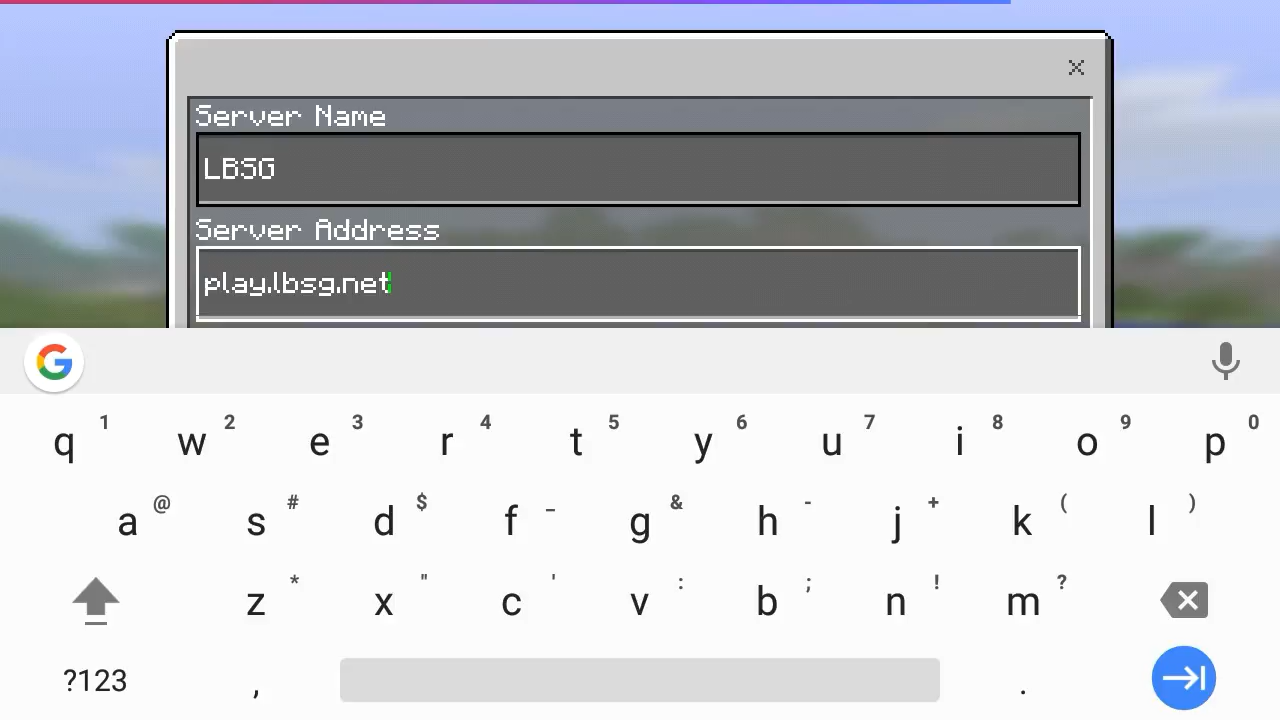 Server Name
LBSG
Server Address
play.lbsg.net
q 1 w 2 e 3 r 4 t 5 y 6 u 7 i 8 o 9 p 0
a @ s # d $ f _ g & h - j + k ( l )
z * x " c ' v : b ; n ! m ?
?123 , .